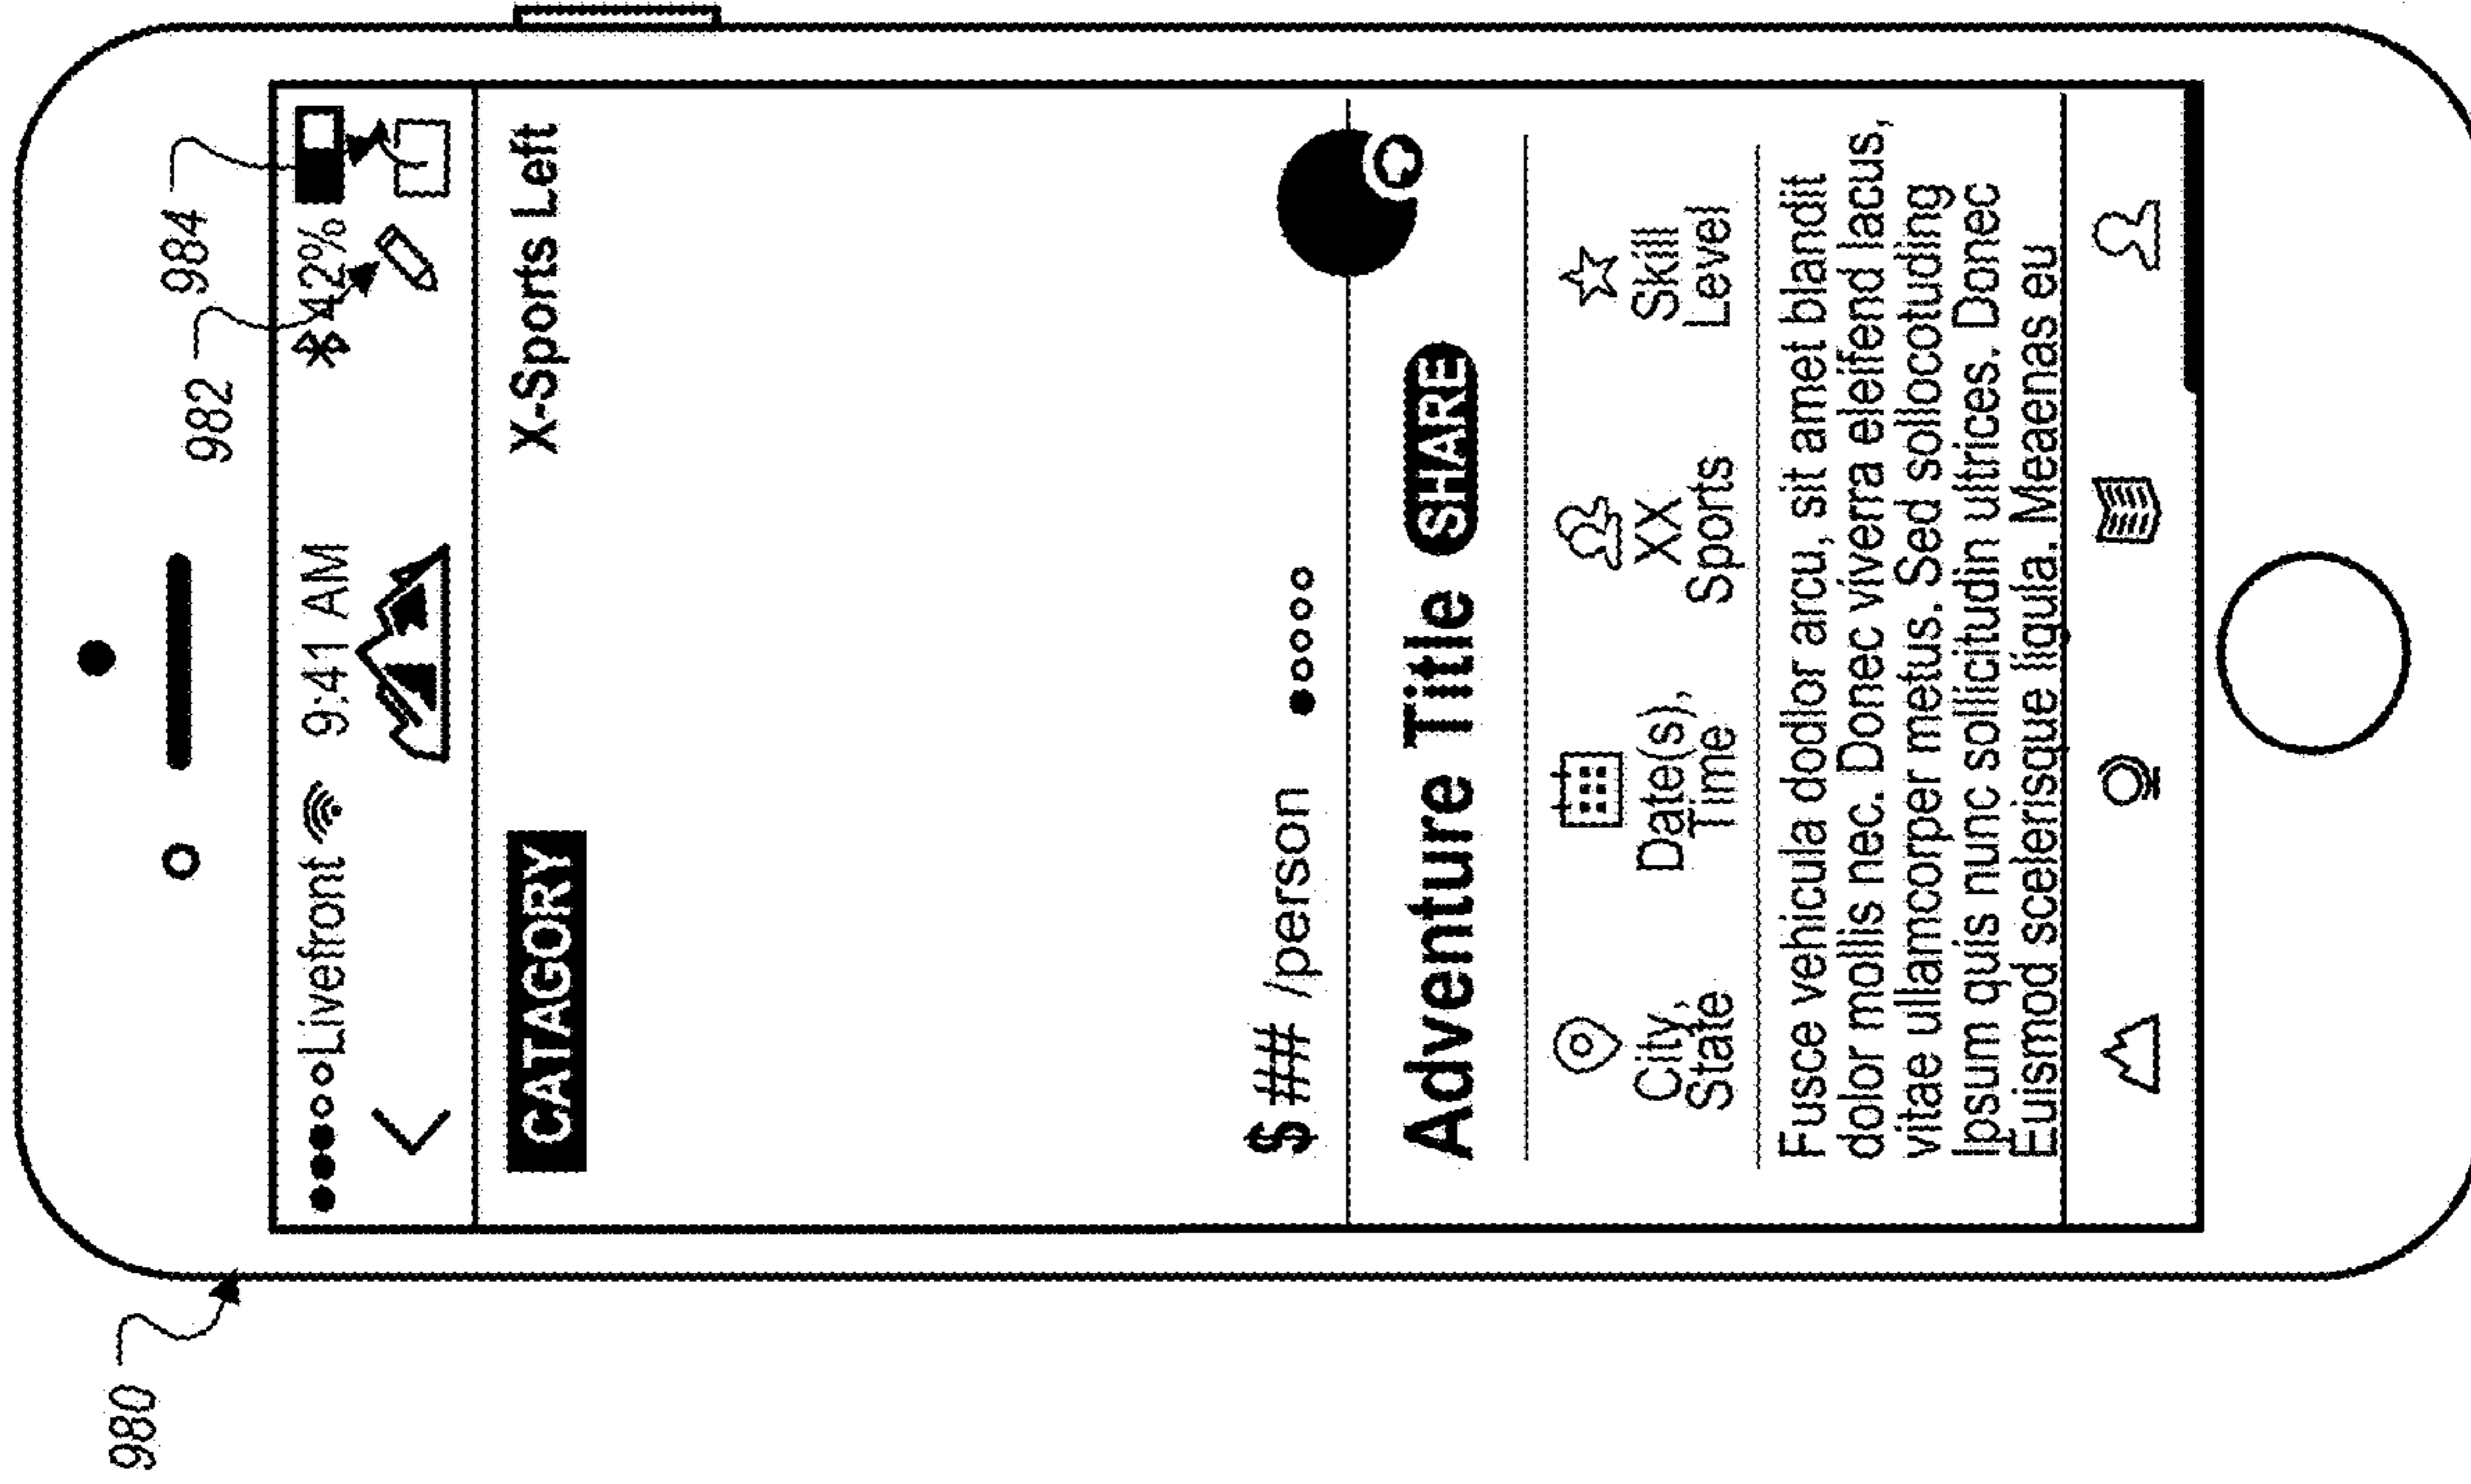 980
982
984
Livefront 9:41 AM 42%
CATAGORY X-Sports Left
$ ## /person
Adventure Title SHARE
City,
State
Date(s),
Time
XX
Sports
Skill
Level
Fusce vehicula dodlor arcu, sit amet blandit
dolor mollis nec. Donec viverra eleifend lacus,
vitae ullamcorper metus. Sed sollocotuding
Ipsum quis nunc sollicitudin ultrices. Donec
Euismod scelerisque ligula. Meaenas eu